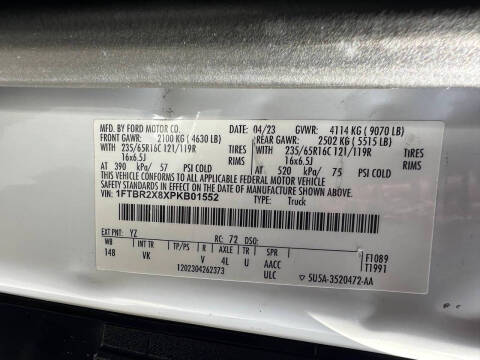 MFD. BY FORD MOTOR CO. DATE: 04/23 GVWR: 4114 KG ( 9070 LB)
FRONT GAWR: 2100 KG ( 4630 LB) REAR GAWR: 2502 KG ( 5515 LB)
WITH 235/65R16C 121/119R WITH 235/65R16C 121/119R
16x6.5J 16x6.5J
AT 390 kPa/ 57 PSI COLD AT 520 kPa/ 75 PSI COLD
THIS VEHICLE CONFORMS TO ALL APPLICABLE FEDERAL MOTOR VEHICLE
SAFETY STANDARDS IN EFFECT ON THE DATE OF MANUFACTURE SHOWN ABOVE.
VIN: 1FTBR2X8XPKB01552 TYPE: Truck
EXT PNT: YZ RC: 72 DSO:
WB INT TR TP/PS R AXLE TR SPR F1089
148 VK V 4L U AACC T1991
1202304262373 ULC 5U5A-3520472-AA